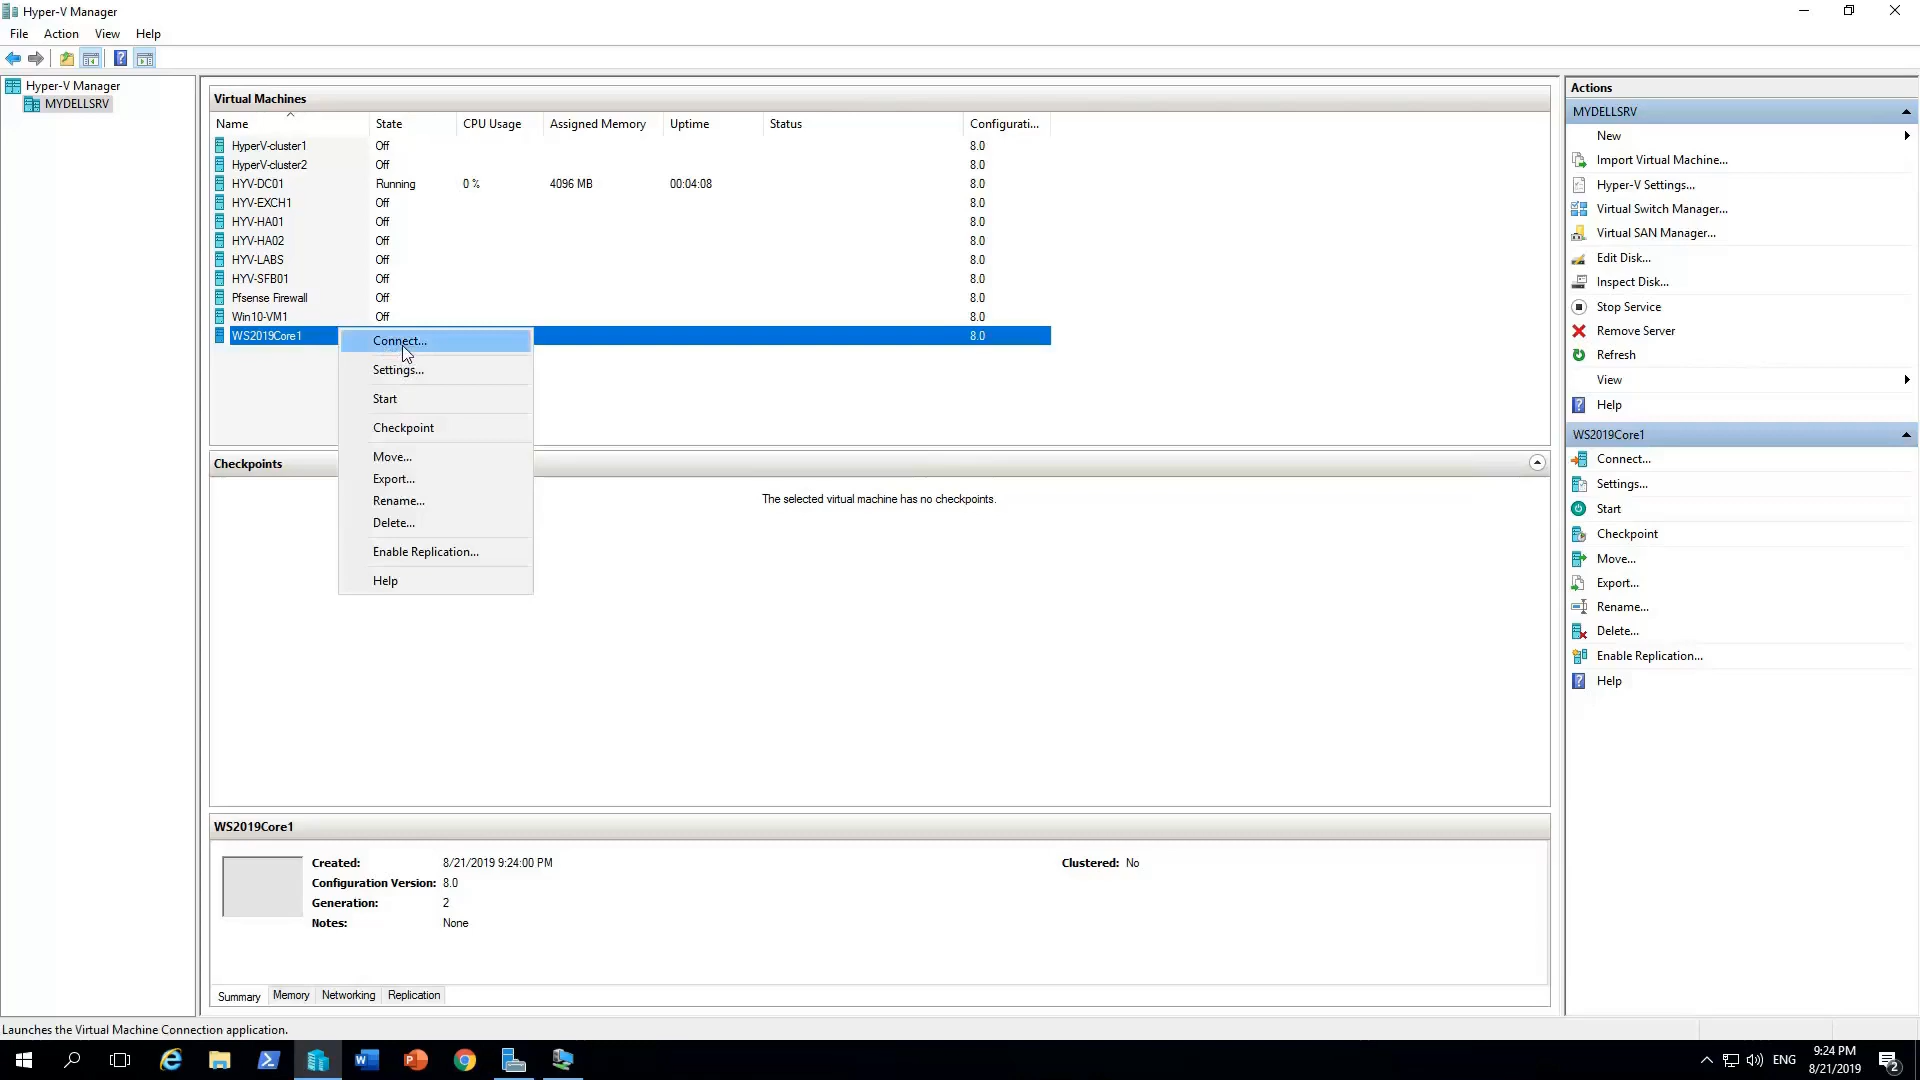 Hyper-V Manager
File Action View Help
Hyper-V Manager
MYDELLSRV
Virtual Machines
Name State CPU Usage Assigned Memory Uptime Status Configurati...
HyperV-cluster1 Off 8.0
HyperV-cluster2 Off 8.0
HYV-DC01 Running 0 % 4096 MB 00:04:08 8.0
HYV-EXCH1 Off 8.0
HYV-HA01 Off 8.0
HYV-HA02 Off 8.0
HYV-LABS Off 8.0
HYV-SFB01 Off 8.0
Pfsense Firewall Off 8.0
Win10-VM1 Off 8.0
WS2019Core1 8.0
Connect...
Settings...
Start
Checkpoint
Move...
Export...
Rename...
Delete...
Enable Replication...
Help
Checkpoints
The selected virtual machine has no checkpoints.
WS2019Core1
Created: 8/21/2019 9:24:00 PM Clustered: No
Configuration Version: 8.0
Generation: 2
Notes: None
Summary Memory Networking Replication
Actions
MYDELLSRV
New
Import Virtual Machine...
Hyper-V Settings...
Virtual Switch Manager...
Virtual SAN Manager...
Edit Disk...
Inspect Disk...
Stop Service
Remove Server
Refresh
View
Help
WS2019Core1
Connect...
Settings...
Start
Checkpoint
Move...
Export...
Rename...
Delete...
Enable Replication...
Help
Launches the Virtual Machine Connection application.
ENG
9:24 PM
8/21/2019
2